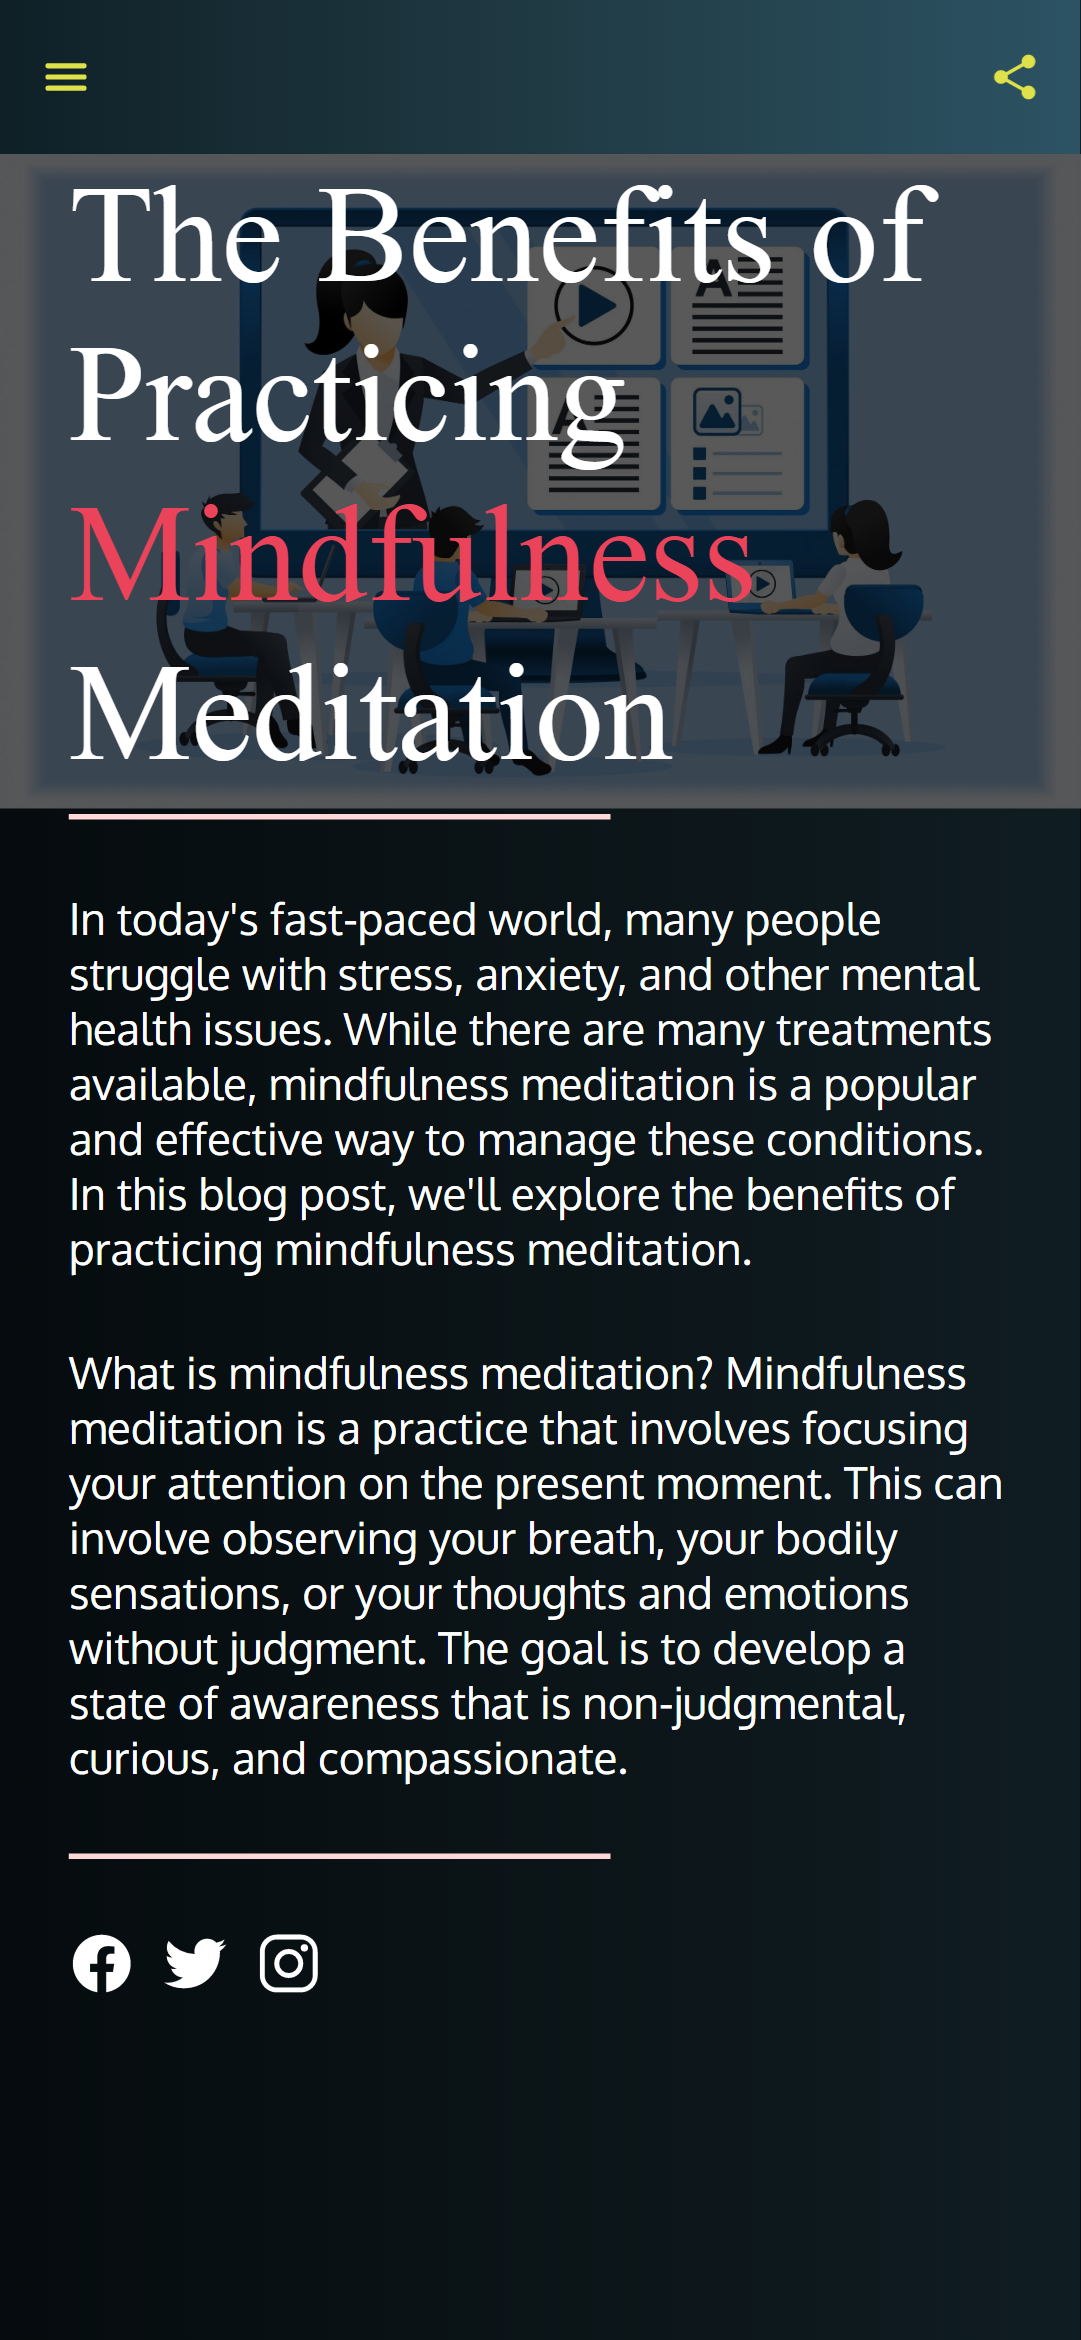 The Benefits of
Practicing
Mindfulness
Meditation
A
A
In today's fast-paced world, many people
struggle with stress, anxiety, and other mental
health issues. While there are many treatments
available, mindfulness meditation is a popular
and effective way to manage these conditions.
In this blog post, we'll explore the benefits of
practicing mindfulness meditation.
What is mindfulness meditation? Mindfulness
meditation is a practice that involves focusing
your attention on the present moment. This can
involve observing your breath, your bodily
sensations, or your thoughts and emotions
without judgment. The goal is to develop a
state of awareness that is non-judgmental,
curious, and compassionate.